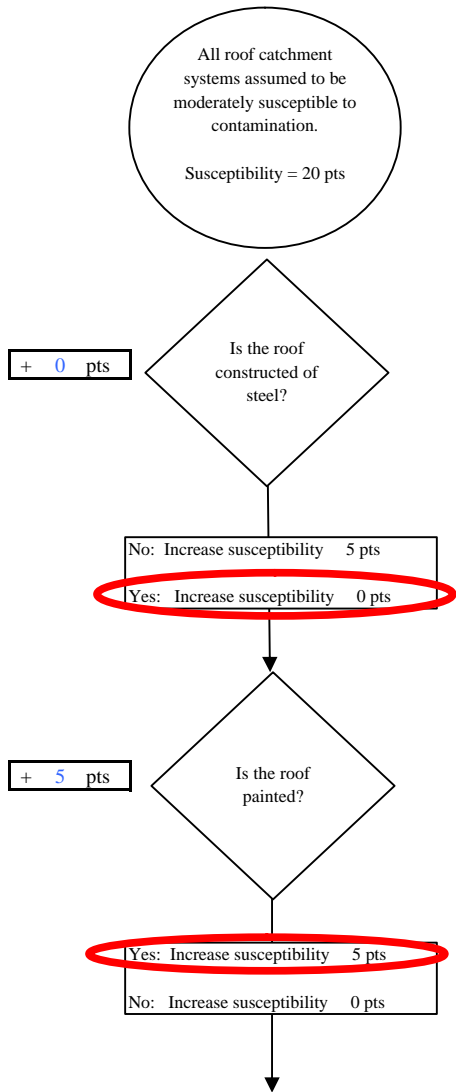 All roof catchment
systems assumed to be
moderately susceptible to
contamination.
Susceptibility = 20 pts
+ 0 pts
Is the roof
constructed of
steel?
No: Increase susceptibility 5 pts
Yes: Increase susceptibility 0 pts
+ 5 pts
Is the roof
painted?
Yes: Increase susceptibility 5 pts
No: Increase susceptibility 0 pts